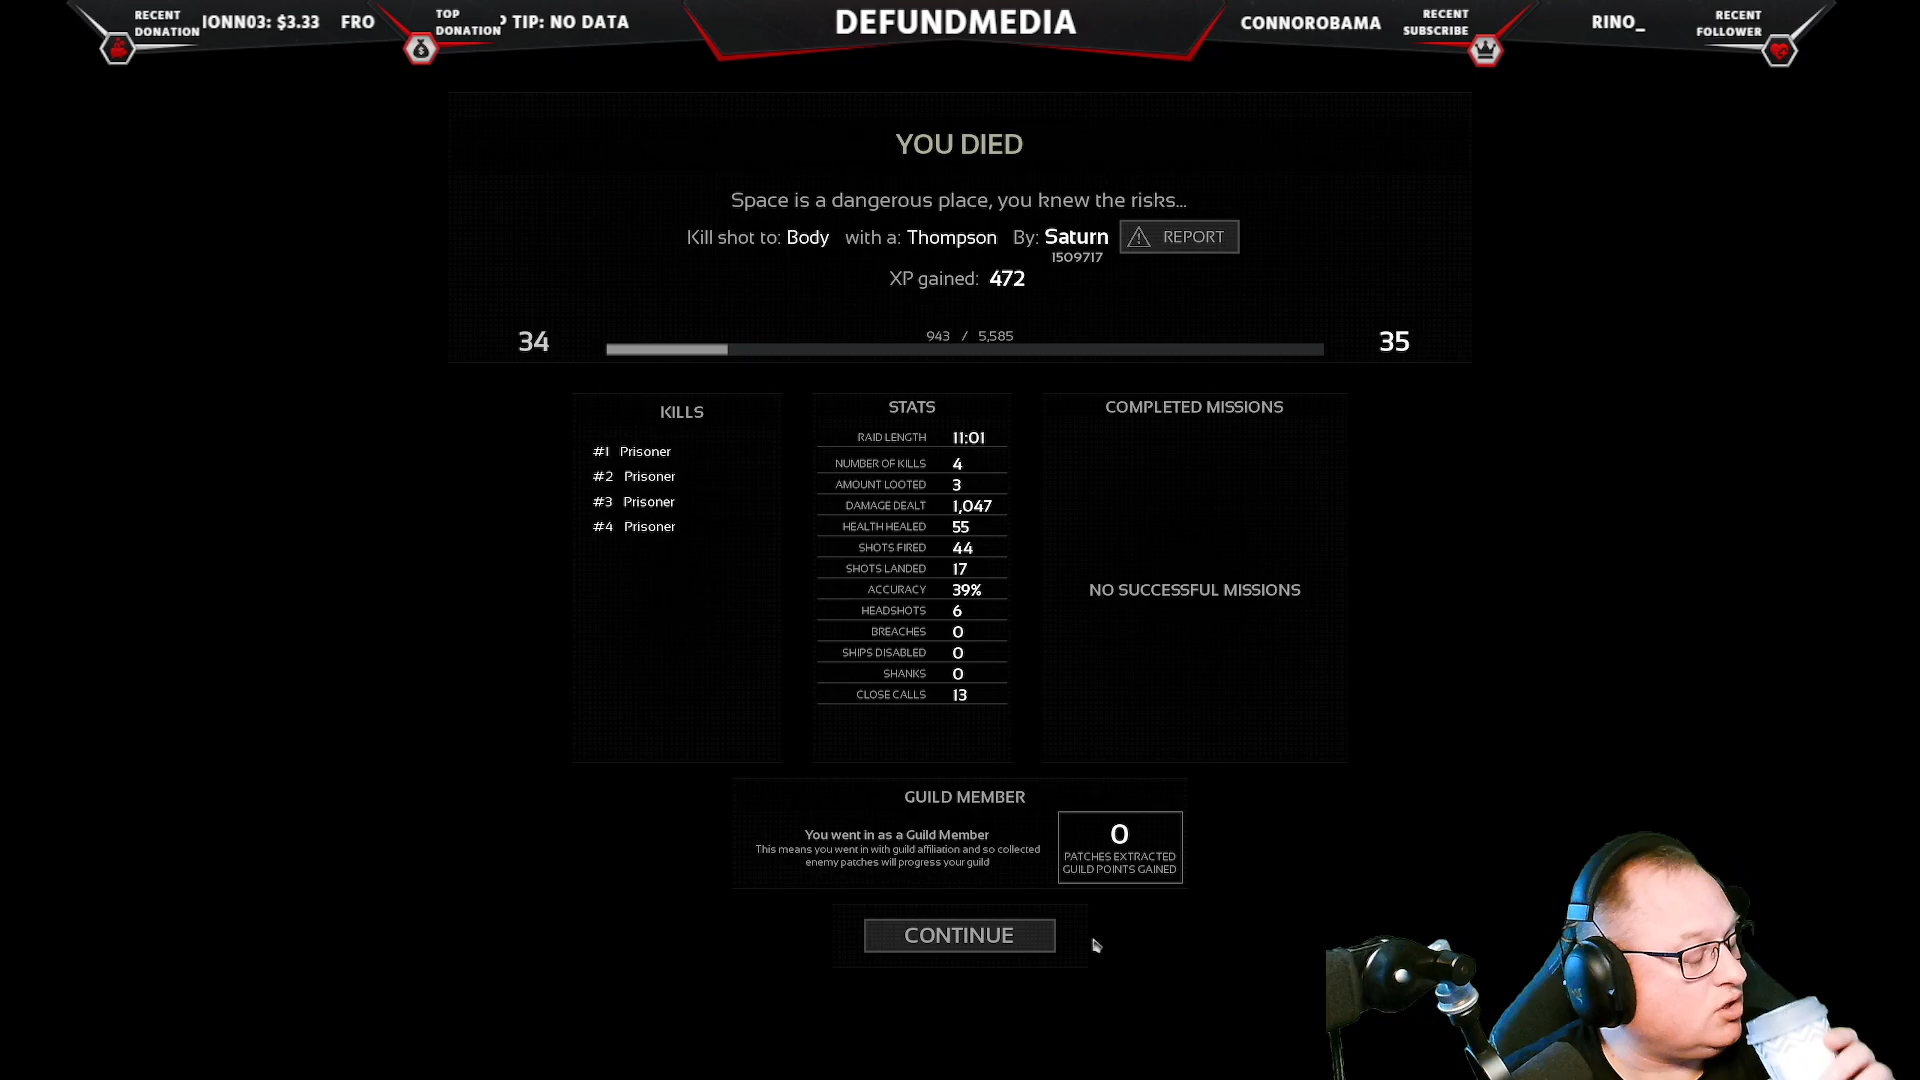 RECENT
DONATION
IONN03: $3.33 FRO
TOP
DONATION
TIP: NO DATA
DEFUNDMEDIA
CONNOROBAMA
RECENT
SUBSCRIBE
RINO_
RECENT
FOLLOWER
YOU DIED
Space is a dangerous place, you knew the risks...
Kill shot to: Body with a: Thompson By: Saturn REPORT
1509717
XP gained: 472
34 943 / 5,585 35
KILLS
#1 Prisoner
#2 Prisoner
#3 Prisoner
#4 Prisoner
STATS
RAID LENGTH 11:01
NUMBER OF KILLS 4
AMOUNT LOOTED 3
DAMAGE DEALT 1,047
HEALTH HEALED 55
SHOTS FIRED 44
SHOTS LANDED 17
ACCURACY 39%
HEADSHOTS 6
BREACHES 0
SHIPS DISABLED 0
SHANKS 0
CLOSE CALLS 13
COMPLETED MISSIONS
NO SUCCESSFUL MISSIONS
GUILD MEMBER
You went in as a Guild Member
This means you went in with guild affiliation and so collected
enemy patches will progress your guild
0
PATCHES EXTRACTED
GUILD POINTS GAINED
CONTINUE